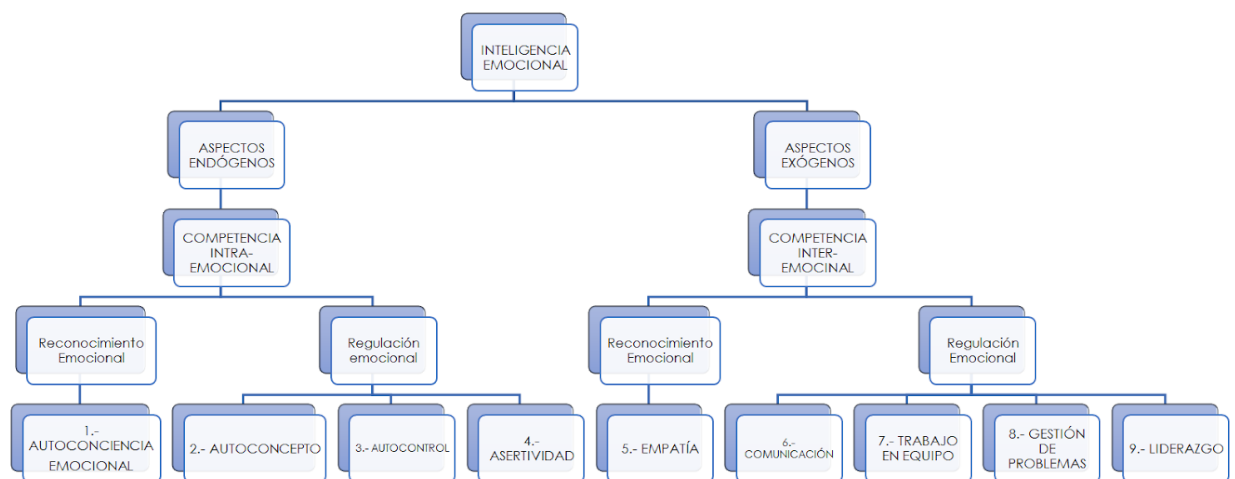 INTELIGENCIA
EMOCIONAL
ASPECTOS
ENDÓGENOS
ASPECTOS
EXÓGENOS
COMPETENCIA
INTRA-
EMOCIONAL
COMPETENCIA
INTER-
EMOCINAL
Reconocimiento
Emocional
Regulación
emocional
Reconocimiento
Emocional
Regulación
Emocional
1.-
AUTOCONCIENCIA
EMOCIONAL
2.- AUTOCONCEPTO
3.- AUTOCONTROL
4.-
ASERTIVIDAD
5.- EMPATÍA
6.-
COMUNICACIÓN
7.- TRABAJO
EN EQUIPO
8.- GESTIÓN
DE
PROBLEMAS
9.- LIDERAZGO